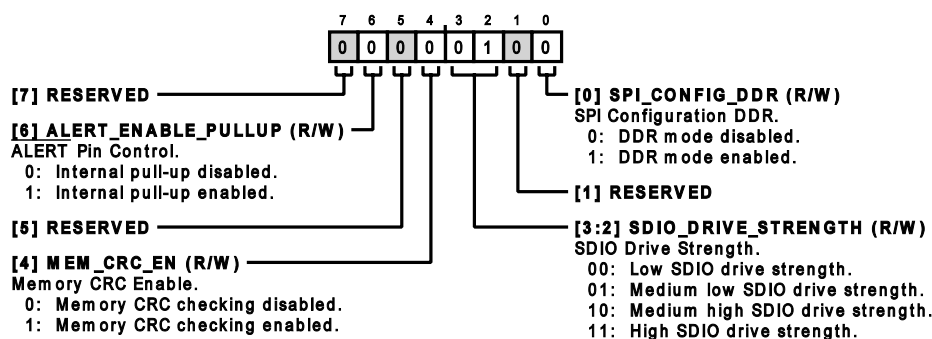 7 6 5 4 3 2 1 0
0 0 0 0 0 1 0 0
[7] RESERVED
[6] ALERT_ENABLE_PULLUP (R/W)
ALERT Pin Control.
0: Internal pull-up disabled.
1: Internal pull-up enabled.
[5] RESERVED
[4] MEM_CRC_EN (R/W)
Memory CRC Enable.
0: Memory CRC checking disabled.
1: Memory CRC checking enabled.
[0] SPI_CONFIG_DDR (R/W)
SPI Configuration DDR.
0: DDR mode disabled.
1: DDR mode enabled.
[1] RESERVED
[3:2] SDIO_DRIVE_STRENGTH (R/W)
SDIO Drive Strength.
00: Low SDIO drive strength.
01: Medium low SDIO drive strength.
10: Medium high SDIO drive strength.
11: High SDIO drive strength.